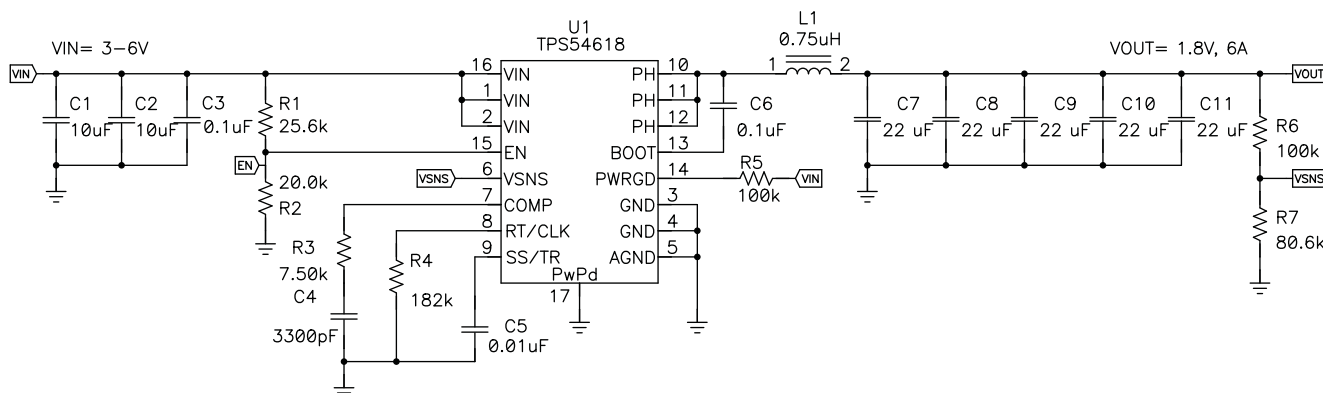 U1
TPS54618
L1
0.75uH
VIN= 3-6V
VOUT= 1.8V, 6A
VIN
C1
10uF
C2
10uF
C3
0.1uF
R1
25.6k
EN
20.0k
R2
VSNS
16
VIN
1
VIN
2
VIN
15
EN
6
VSNS
7
COMP
8
RT/CLK
9
SS/TR
PwPd
17
PH
10
PH
11
PH
12
BOOT
13
PWRGD
14
GND
3
GND
4
AGND
5
1
2
C6
0.1uF
R5
100k
VIN
R3
7.50k
C4
3300pF
R4
182k
C5
0.01uF
C7
22 uF
C8
22 uF
C9
22 uF
C10
22 uF
C11
22 uF
VOUT
R6
100k
VSNS
R7
80.6k